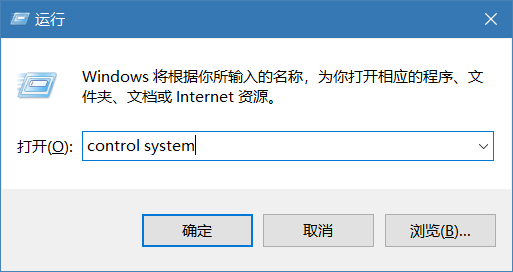 运行
Windows 将根据你所输入的名称，为你打开相应的程序、文
件夹、文档或 Internet 资源。
打开(O): control system
确定 取消 浏览(B)...